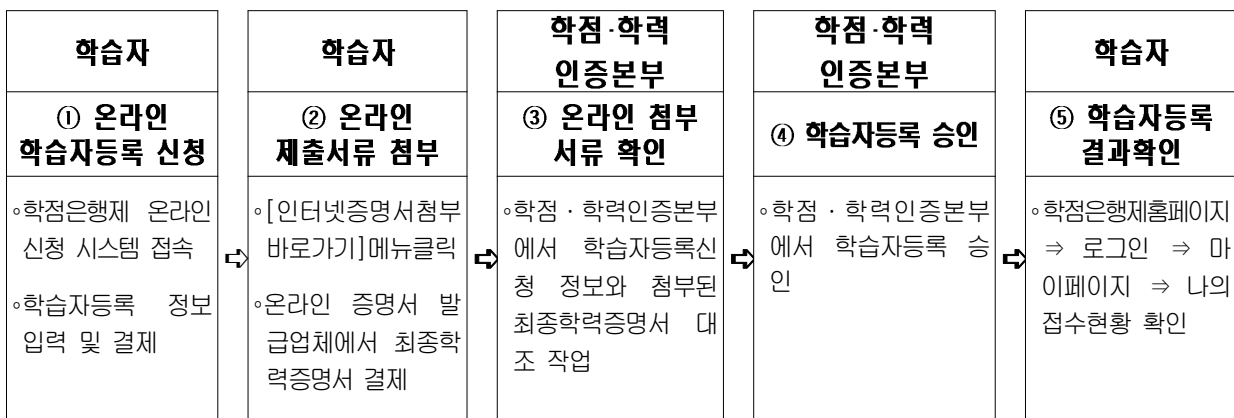 학습자
① 온라인
학습자등록 신청
◦학점은행제 온라인
신청 시스템 접속
◦학습자등록 정보
입력 및 결제
⇨
학습자
② 온라인
제출서류 첨부
◦[인터넷증명서첨부
바로가기]메뉴클릭
◦온라인 증명서 발
급업체에서 최종학
력증명서 결제
⇨
학점·학력
인증본부
③ 온라인 첨부
서류 확인
◦학점 · 학력인증본부
에서 학습자등록신
청 정보와 첨부된
최종학력증명서 대
조 작업
⇨
학점·학력
인증본부
④ 학습자등록 승인
◦학점 · 학력인증본부
에서 학습자등록 승
인
⇨
학습자
⑤ 학습자등록
결과확인
◦학점은행제홈페이지
⇒ 로그인 ⇒ 마
이페이지 ⇒ 나의
접수현황 확인